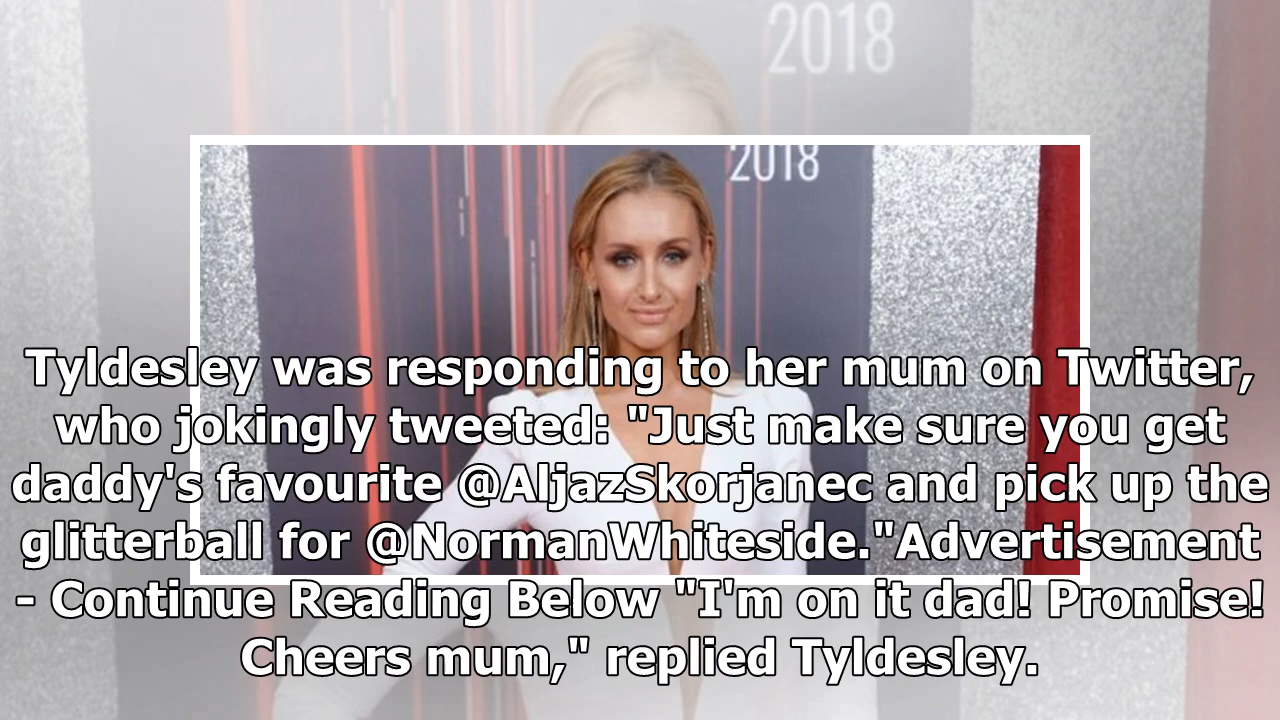 2018
2018
Tyldesley was responding to her mum on Twitter,
who jokingly tweeted: "Just make sure you get
daddy's favourite @AljazSkorjanec and pick up the
glitterball for @NormanWhiteside."Advertisement
- Continue Reading Below "I'm on it dad! Promise!
Cheers mum," replied Tyldesley.